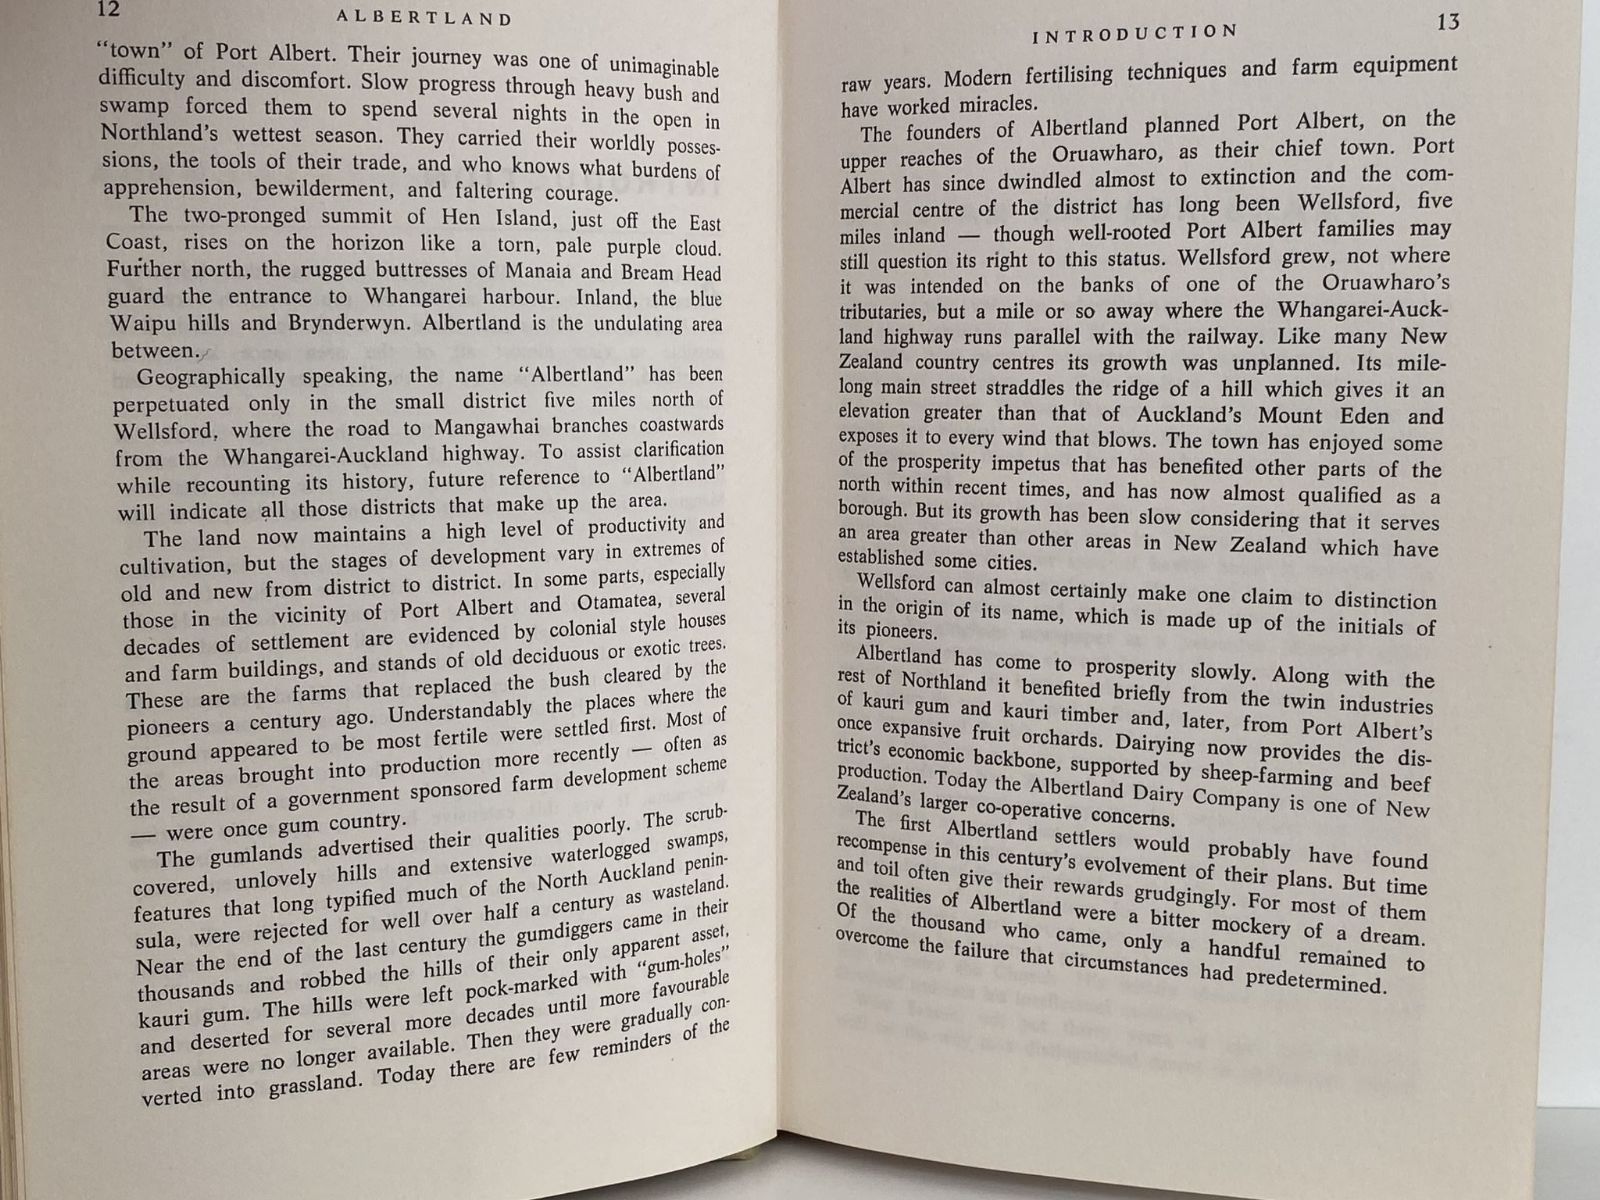 12
ALBERTLAND
“town” of Port Albert. Their journey was one of unimaginable
difficulty and discomfort. Slow progress through heavy bush and
swamp forced them to spend several nights in the open in
Northland’s wettest season. They carried their worldly posses-
sions, the tools of their trade, and who knows what burdens of
apprehension, bewilderment, and faltering courage.
The two-pronged summit of Hen Island, just off the East
Coast, rises on the horizon like a torn, pale purple cloud.
Further north, the rugged buttresses of Manaia and Bream Head
guard the entrance to Whangarei harbour. Inland, the blue
Waipu hills and Brynderwyn. Albertland is the undulating area
between.
Geographically speaking, the name “Albertland” has been
perpetuated only in the small district five miles north of
Wellsford, where the road to Mangawhai branches coastwards
from the Whangarei-Auckland highway. To assist clarification
while recounting its history, future reference to “Albertland”
will indicate all those districts that make up the area.
The land now maintains a high level of productivity and
cultivation, but the stages of development vary in extremes of
old and new from district to district. In some parts, especially
those in the vicinity of Port Albert and Otamatea, several
decades of settlement are evidenced by colonial style houses
and farm buildings, and stands of old deciduous or exotic trees.
These are the farms that replaced the bush cleared by the
pioneers a century ago. Understandably the places where the
ground appeared to be most fertile were settled first. Most of
the areas brought into production more recently — often as
the result of a government sponsored farm development scheme
— were once gum country.
The gumlands advertised their qualities poorly. The scrub-
covered, unlovely hills and extensive waterlogged swamps,
features that long typified much of the North Auckland penin-
sula, were rejected for well over half a century as wasteland.
Near the end of the last century the gumdiggers came in their
thousands and robbed the hills of their only apparent asset,
kauri gum. The hills were left pock-marked with “gum-holes”
and deserted for several more decades until more favourable
areas were no longer available. Then they were gradually con-
verted into grassland. Today there are few reminders of the
INTRODUCTION
13
raw years. Modern fertilising techniques and farm equipment
have worked miracles.
The founders of Albertland planned Port Albert, on the
upper reaches of the Oruawharo, as their chief town. Port
Albert has since dwindled almost to extinction and the com-
mercial centre of the district has long been Wellsford, five
miles inland — though well-rooted Port Albert families may
still question its right to this status. Wellsford grew, not where
it was intended on the banks of one of the Oruawharo’s
tributaries, but a mile or so away where the Whangarei-Auck-
land highway runs parallel with the railway. Like many New
Zealand country centres its growth was unplanned. Its mile-
long main street straddles the ridge of a hill which gives it an
elevation greater than that of Auckland’s Mount Eden and
exposes it to every wind that blows. The town has enjoyed some
of the prosperity impetus that has benefited other parts of the
north within recent times, and has now almost qualified as a
borough. But its growth has been slow considering that it serves
an area greater than other areas in New Zealand which have
established some cities.
Wellsford can almost certainly make one claim to distinction
in the origin of its name, which is made up of the initials of
its pioneers.
Albertland has come to prosperity slowly. Along with the
rest of Northland it benefited briefly from the twin industries
of kauri gum and kauri timber and, later, from Port Albert’s
once expansive fruit orchards. Dairying now provides the dis-
trict’s economic backbone, supported by sheep-farming and beef
production. Today the Albertland Dairy Company is one of New
Zealand’s larger co-operative concerns.
The first Albertland settlers would probably have found
recompense in this century’s evolvement of their plans. But time
and toil often give their rewards grudgingly. For most of them
the realities of Albertland were a bitter mockery of a dream.
Of the thousand who came, only a handful remained to
overcome the failure that circumstances had predetermined.